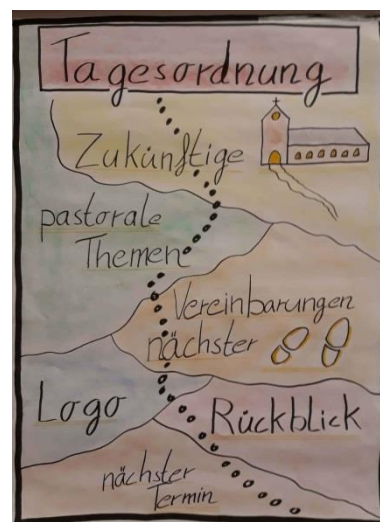 Tagesordnung
Zukünftige
pastorale
Themen
Vereinbarungen
nächster
Logo
Rückblick
nächster
Termin